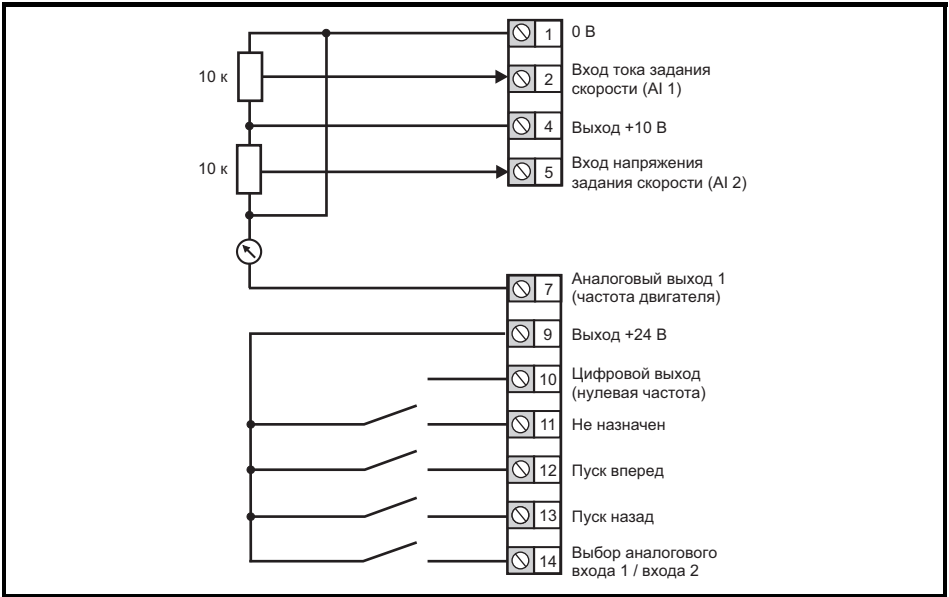 1 0 В
10 к
2 Вход тока задания
скорости (AI 1)
4 Выход +10 В
10 к
5 Вход напряжения
задания скорости (AI 2)
7 Аналоговый выход 1
(частота двигателя)
9 Выход +24 В
10 Цифровой выход
(нулевая частота)
11 Не назначен
12 Пуск вперед
13 Пуск назад
14 Выбор аналогового
входа 1 / входа 2